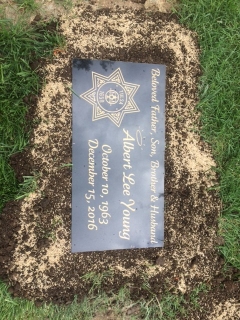 Beloved Father, Son, Brother & Husband
Albert Lee Young
October 10, 1963
December 15, 2016